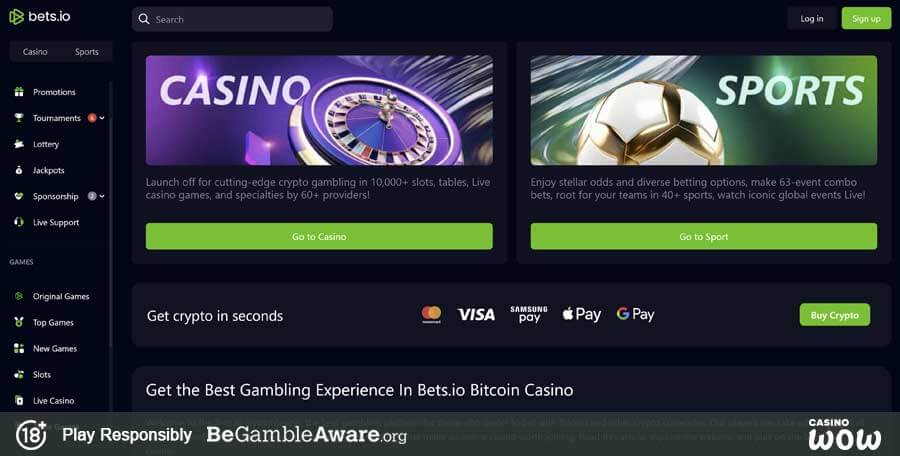 bets.io
Search
Log in
Sign up
Casino
Sports
Promotions
Tournaments
6
Lottery
Jackpots
Sponsorship
2
Live Support
GAMES
Original Games
Top Games
New Games
Slots
Live Casino
CASINO
Launch off for cutting-edge crypto gambling in 10,000+ slots, tables, Live
casino games, and specialties by 60+ providers!
Go to Casino
SPORTS
Enjoy stellar odds and diverse betting options, make 63-event combo
bets, root for your teams in 40+ sports, watch iconic global events Live!
Go to Sport
Get crypto in seconds
mastercard
VISA
SAMSUNG
pay
Pay
G Pay
Buy Crypto
Get the Best Gambling Experience In Bets.io Bitcoin Casino
18+
Play Responsibly
BeGambleAware.org
CASINO
WOW